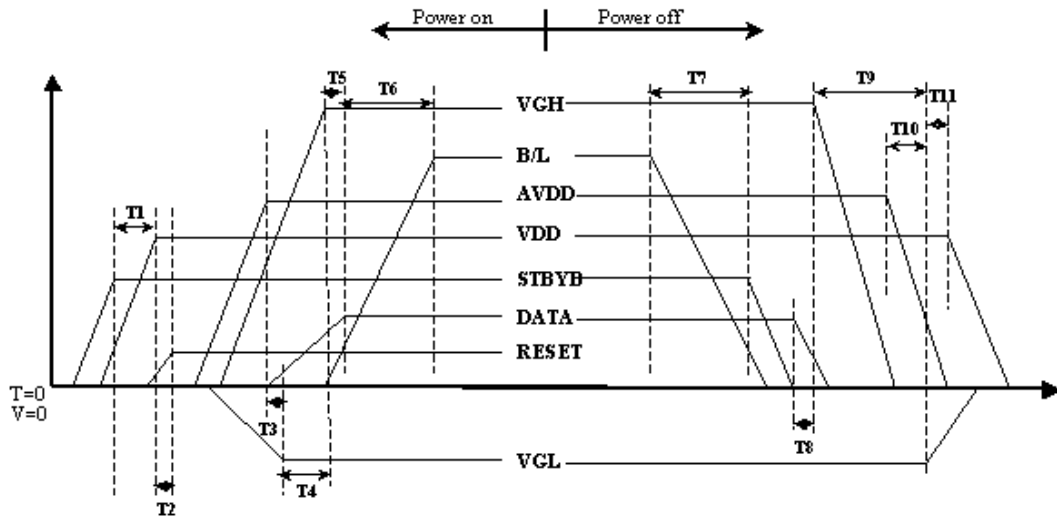 Power on Power off
T5 T6 VGH T7 T9 T11
T10
B/L
AVDD
T1 VDD
STBYB
DATA
RESET
T=0
V=0
T3 T8
VGL
T4
T2